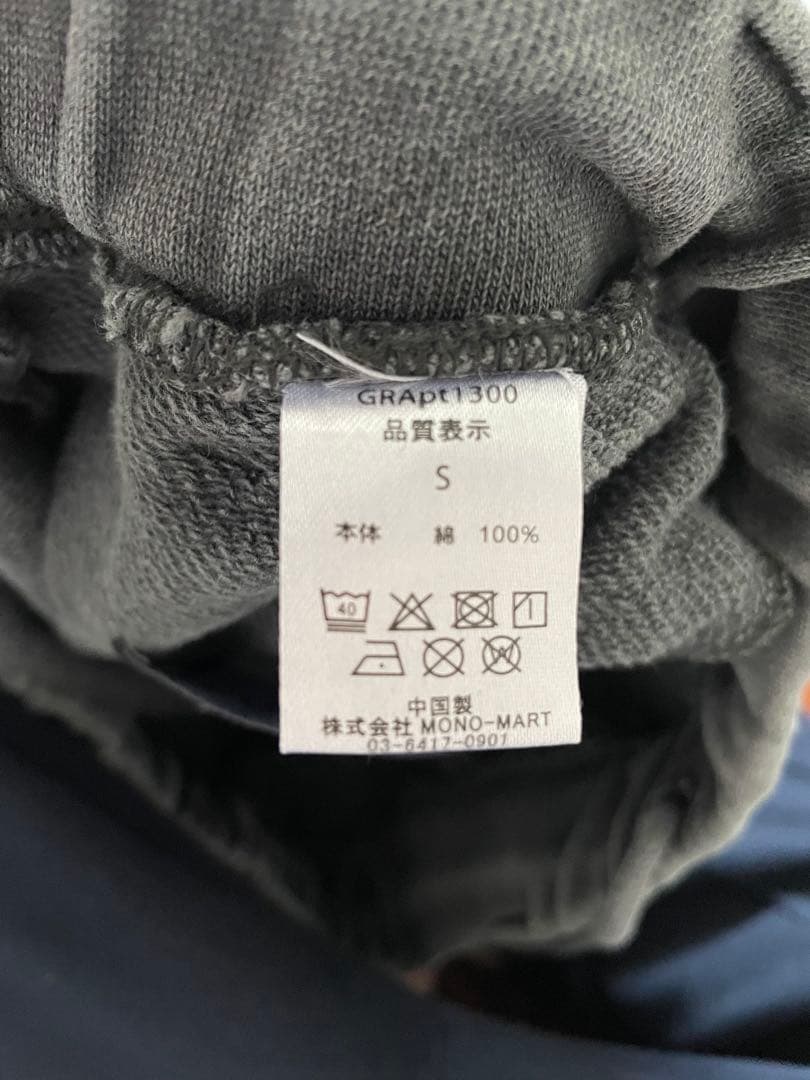 GRApt1300
品質表示
S
本体 綿 100%
40
W
中国製
株式会社 MONO-MART
03-6417-0901